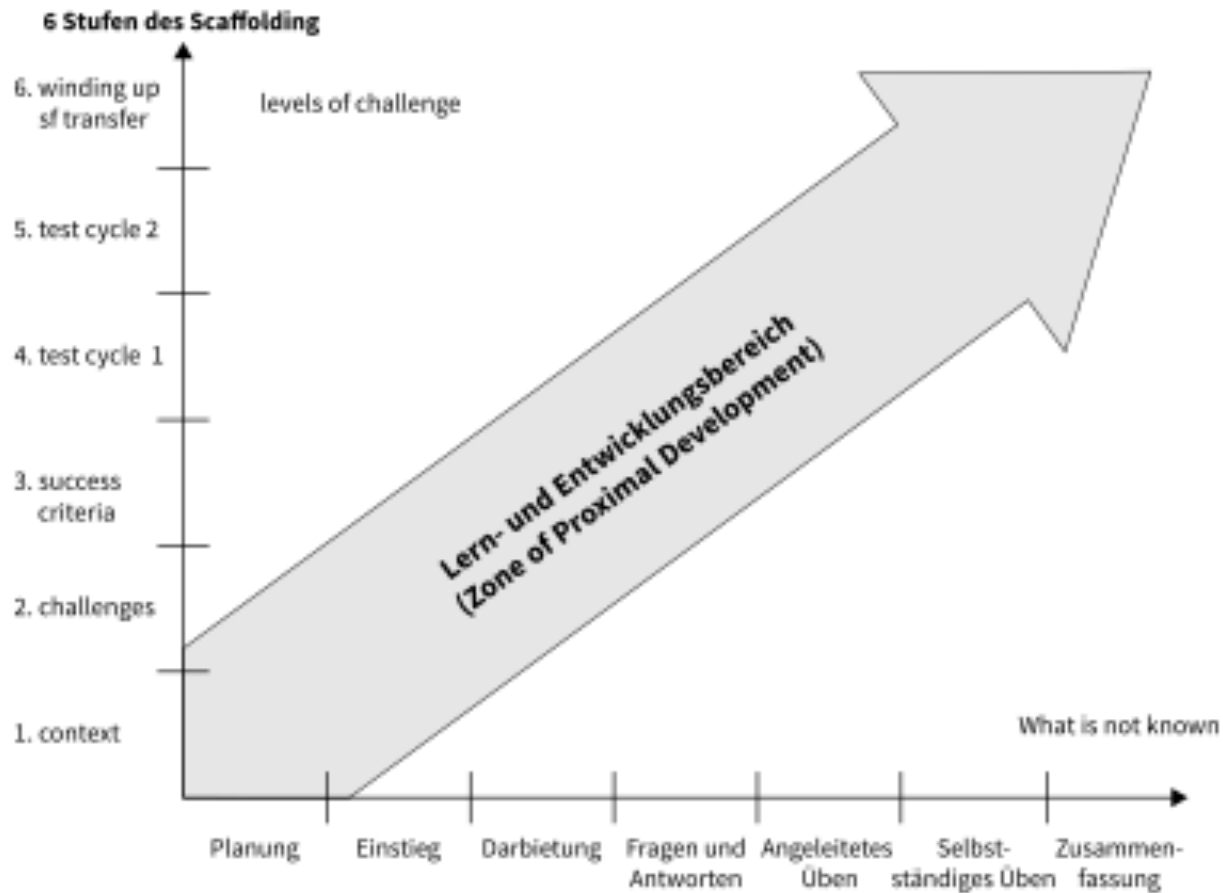 6 Stufen des Scaffolding
6. winding up
sf transfer
levels of challenge
5. test cycle 2
4. test cycle 1
3. success
criteria
2. challenges
1. context
Lern- und Entwicklungsbereich
(Zone of Proximal Development)
What is not known
Planung
Einstieg
Darbietung
Fragen und
Antworten
Angeleitetes
Üben
Selbst-
ständiges Üben
Zusammen-
fassung